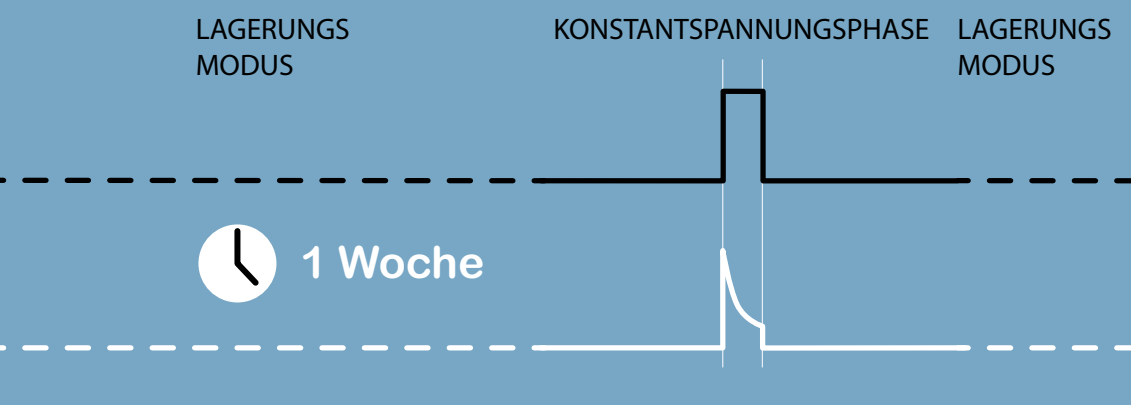 LAGERUNGS
MODUS
KONSTANTSPANNUNGSPHASE
LAGERUNGS
MODUS
1 Woche